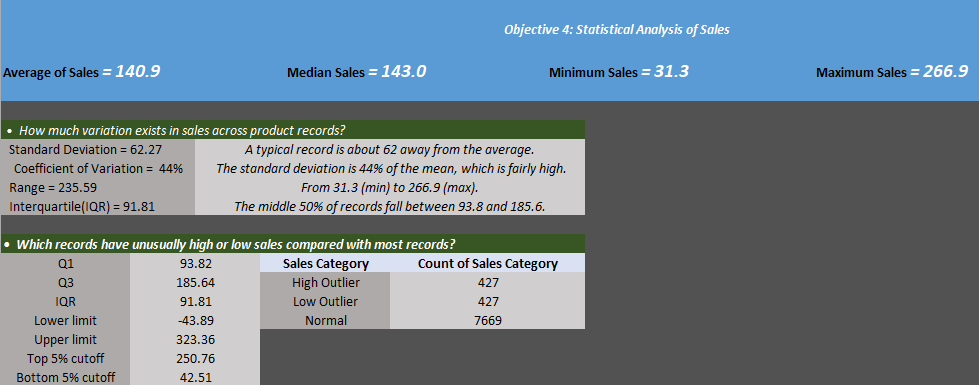 Objective 4: Statistical Analysis of Sales
Average of Sales = 140.9 Median Sales = 143.0 Minimum Sales = 31.3 Maximum Sales = 266.9
• How much variation exists in sales across product records?
Standard Deviation = 62.27 A typical record is about 62 away from the average.
Coefficient of Variation = 44% The standard deviation is 44% of the mean, which is fairly high.
Range = 235.59 From 31.3 (min) to 266.9 (max).
Interquartile(IQR) = 91.81 The middle 50% of records fall between 93.8 and 185.6.
• Which records have unusually high or low sales compared with most records?
Q1 93.82 Sales Category Count of Sales Category
Q3 185.64 High Outlier 427
IQR 91.81 Low Outlier 427
Lower limit -43.89 Normal 7669
Upper limit 323.36
Top 5% cutoff 250.76
Bottom 5% cutoff 42.51